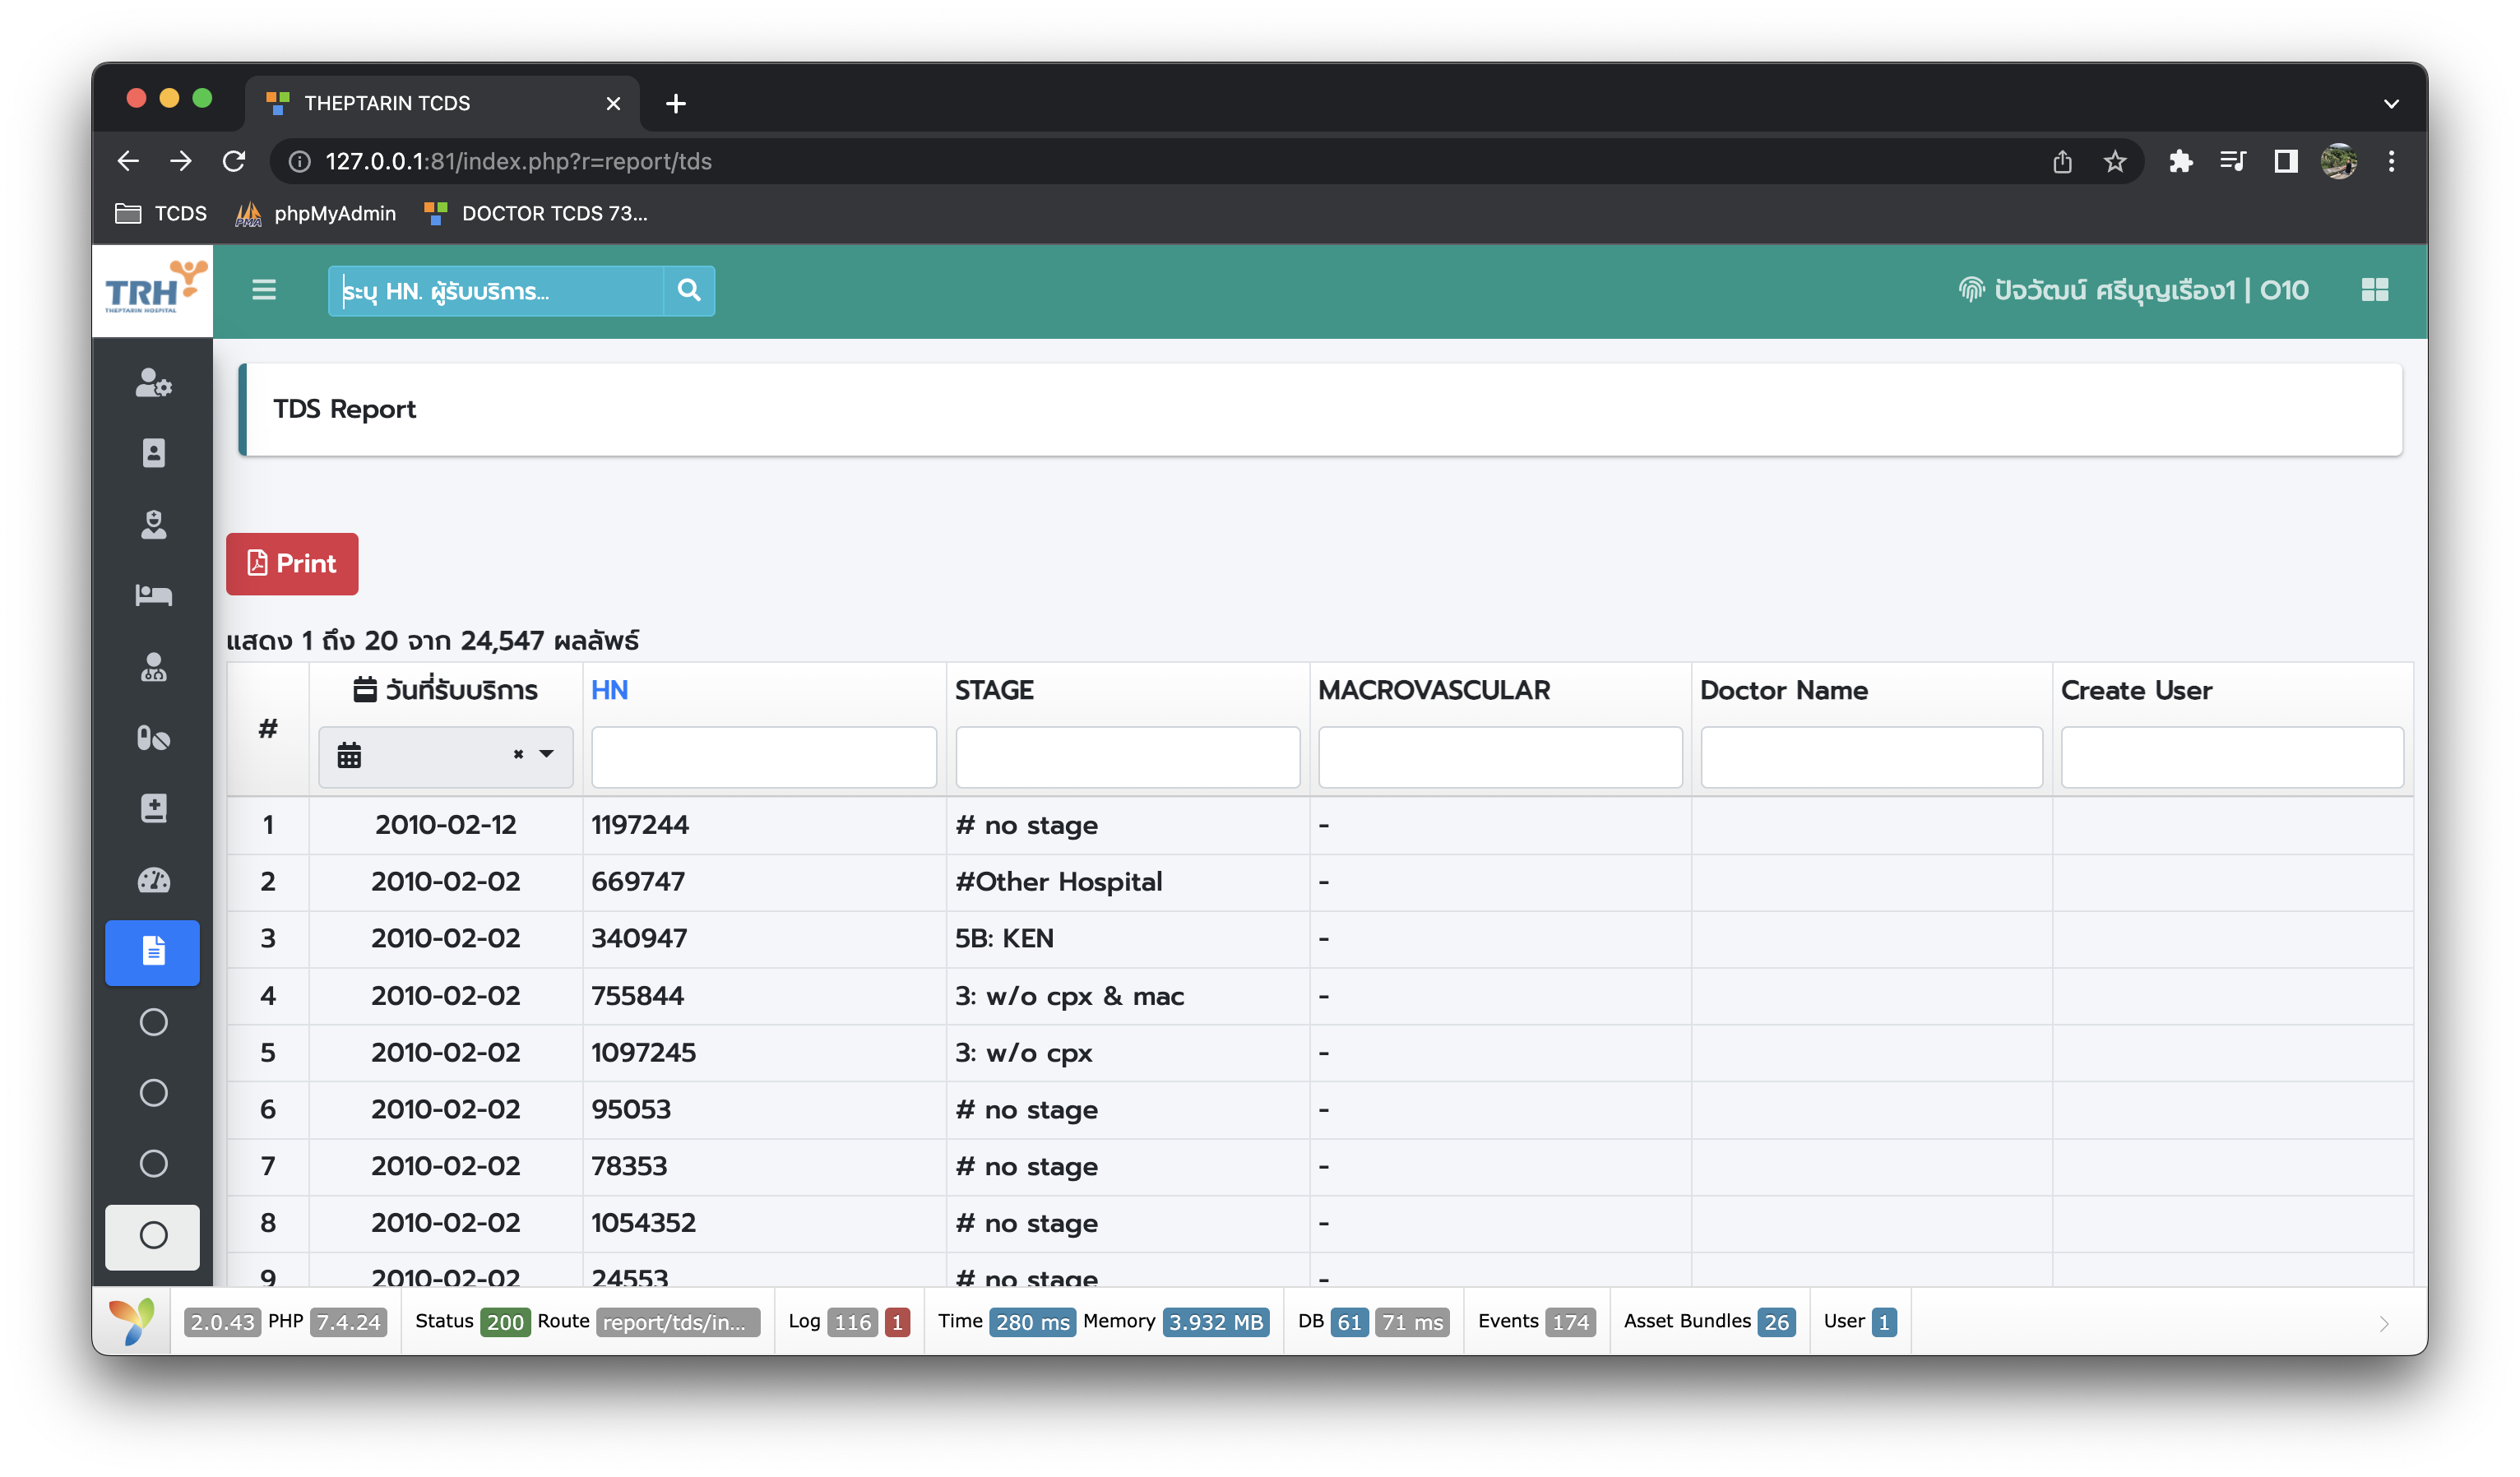 THEPTARIN TCDS
127.0.0.1:81/index.php?r=report/tds
TCDS
phpMyAdmin
DOCTOR TCDS 73...
TRH
THEPTARIN HOSPITAL
ระบุ HN. ผู้รับบริการ...
ปัจวัฒน์ ศรีบุญเรือง1 | O10
TDS Report
Print
แสดง 1 ถึง 20 จาก 24,547 ผลลัพธ์
# วันที่รับบริการ HN STAGE MACROVASCULAR Doctor Name Create User
1 2010-02-12 1197244 # no stage -
2 2010-02-02 669747 #Other Hospital -
3 2010-02-02 340947 5B: KEN -
4 2010-02-02 755844 3: w/o cpx & mac -
5 2010-02-02 1097245 3: w/o cpx -
6 2010-02-02 95053 # no stage -
7 2010-02-02 78353 # no stage -
8 2010-02-02 1054352 # no stage -
9 2010-02-02 24553 # no stage -
2.0.43 PHP 7.4.24 Status 200 Route report/tds/in... Log 116 1 Time 280 ms Memory 3.932 MB DB 61 71 ms Events 174 Asset Bundles 26 User 1